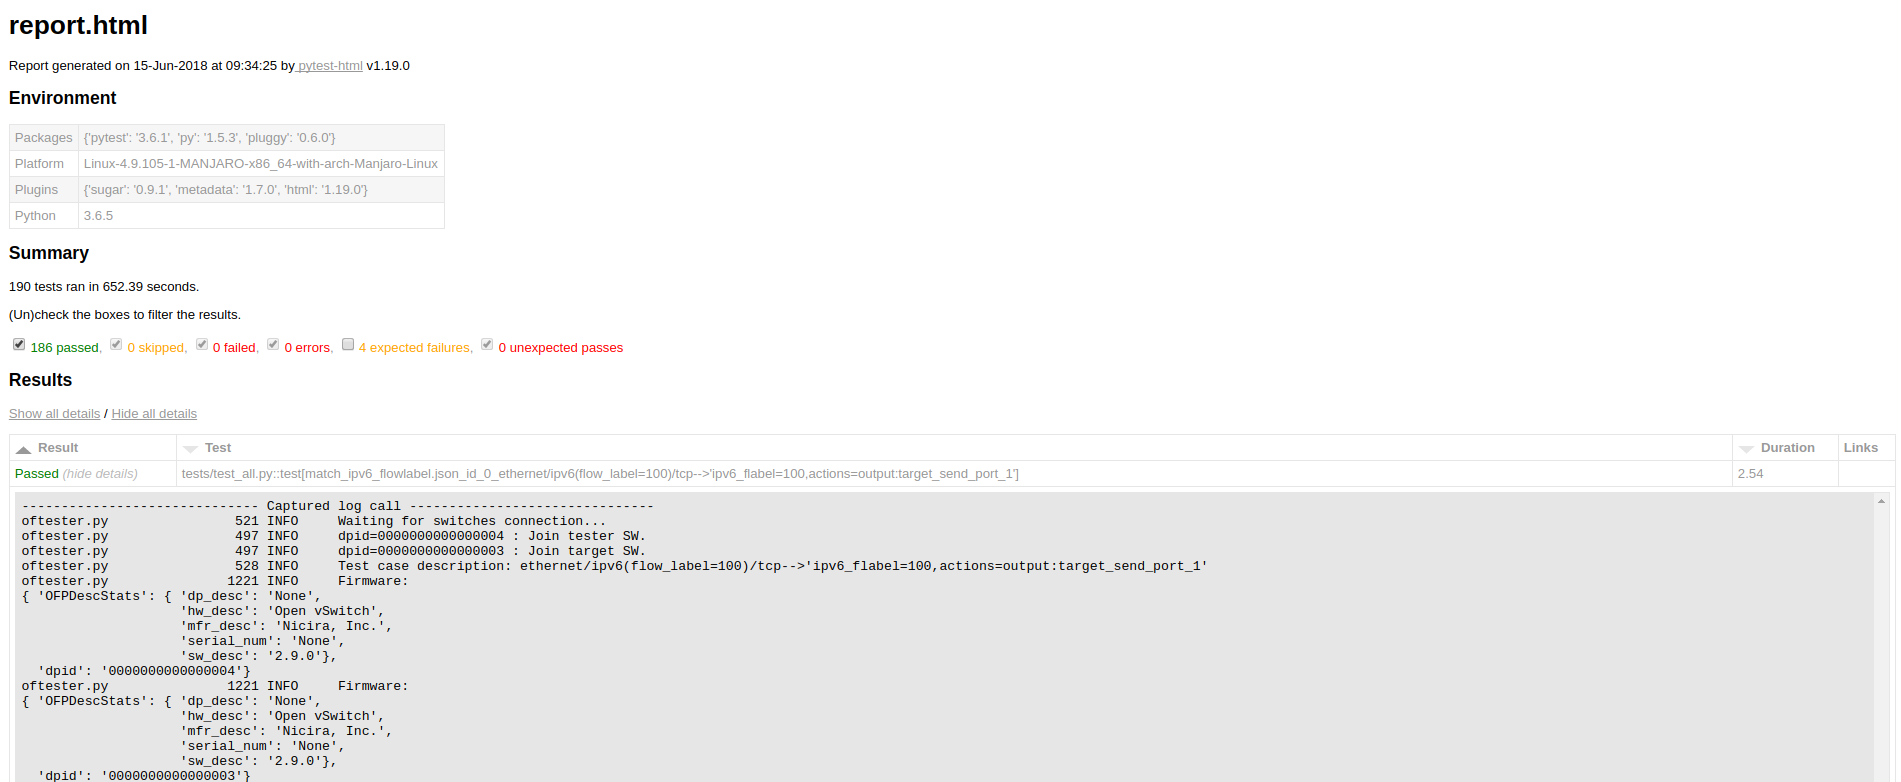 report.html
Report generated on 15-Jun-2018 at 09:34:25 by pytest-html v1.19.0
Environment
Packages {'pytest': '3.6.1', 'py': '1.5.3', 'pluggy': '0.6.0'}
Platform Linux-4.9.105-1-MANJARO-x86_64-with-arch-Manjaro-Linux
Plugins {'sugar': '0.9.1', 'metadata': '1.7.0', 'html': '1.19.0'}
Python 3.6.5
Summary
190 tests ran in 652.39 seconds.
(Un)check the boxes to filter the results.
186 passed, 0 skipped, 0 failed, 0 errors, 4 expected failures, 0 unexpected passes
Results
Show all details / Hide all details
Result Test Duration Links
Passed (hide details) tests/test_all.py::test[match_ipv6_flowlabel.json_id_0_ethernet/ipv6(flow_label=100)/tcp-->'ipv6_flabel=100,actions=output:target_send_port_1'] 2.54
------------------------------ Captured log call -------------------------------
oftester.py                521 INFO     Waiting for switches connection...
oftester.py                497 INFO     dpid=0000000000000004 : Join tester SW.
oftester.py                497 INFO     dpid=0000000000000003 : Join target SW.
oftester.py                528 INFO     Test case description: ethernet/ipv6(flow_label=100)/tcp-->'ipv6_flabel=100,actions=output:target_send_port_1'
oftester.py               1221 INFO     Firmware:
{ 'OFPDescStats': { 'dp_desc': 'None',
                    'hw_desc': 'Open vSwitch',
                    'mfr_desc': 'Nicira, Inc.',
                    'serial_num': 'None',
                    'sw_desc': '2.9.0'},
  'dpid': '0000000000000004'}
oftester.py               1221 INFO     Firmware:
{ 'OFPDescStats': { 'dp_desc': 'None',
                    'hw_desc': 'Open vSwitch',
                    'mfr_desc': 'Nicira, Inc.',
                    'serial_num': 'None',
                    'sw_desc': '2.9.0'},
  'dpid': '0000000000000003'}